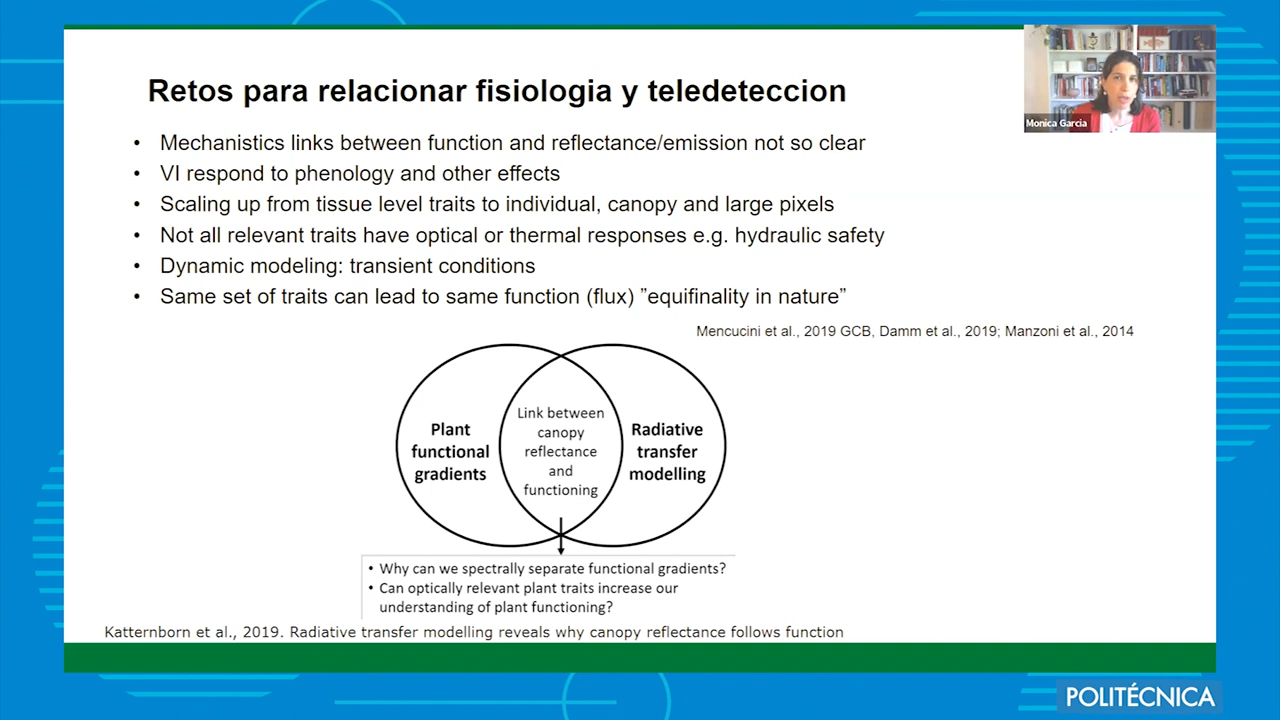 Retos para relacionar fisiologia y teledeteccion
Monica Garcia
• Mechanistics links between function and reflectance/emission not so clear
• VI respond to phenology and other effects
• Scaling up from tissue level traits to individual, canopy and large pixels
• Not all relevant traits have optical or thermal responses e.g. hydraulic safety
• Dynamic modeling: transient conditions
• Same set of traits can lead to same function (flux) ”equifinality in nature”
Mencucini et al., 2019 GCB, Damm et al., 2019; Manzoni et al., 2014
Plant
functional
gradients
Link between
canopy
reflectance
and
functioning
Radiative
transfer
modelling
• Why can we spectrally separate functional gradients?
• Can optically relevant plant traits increase our
understanding of plant functioning?
Katternborn et al., 2019. Radiative transfer modelling reveals why canopy reflectance follows function
POLITÉCNICA